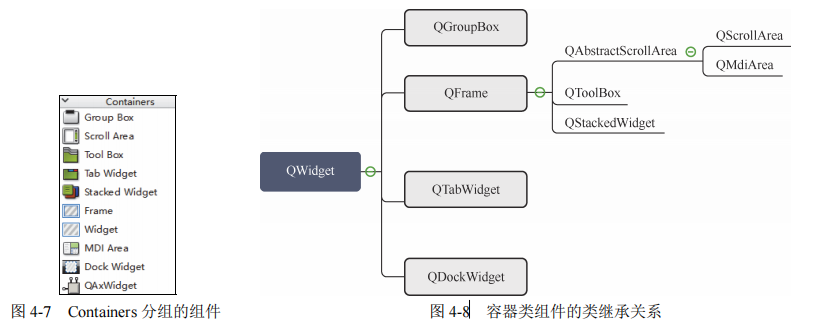 Containers
Group Box
Scroll Area
Tool Box
Tab Widget
Stacked Widget
Frame
Widget
MDI Area
Dock Widget
QAxWidget
图 4-7 Containers 分组的组件
QWidget
QGroupBox
QFrame
QAbstractScrollArea
QScrollArea
QMdiArea
QToolBox
QStackedWidget
QTabWidget
QDockWidget
图 4-8 容器类组件的类继承关系